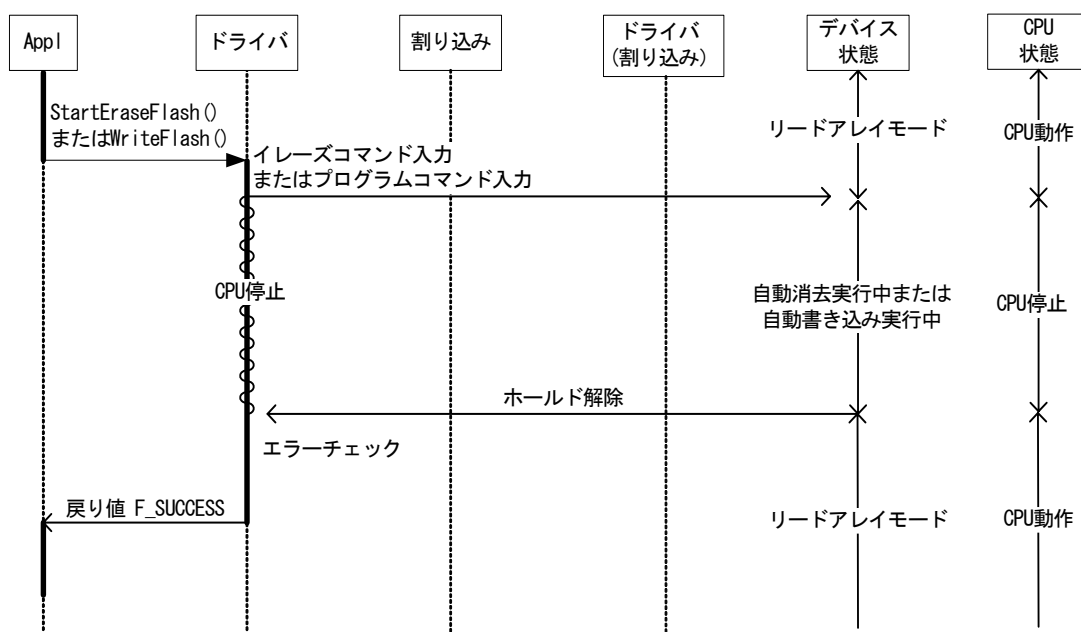 Appl
ドライバ
割り込み
ドライバ
(割り込み)
デバイス
状態
CPU
状態
StartEraseFlash()
またはWriteFlash()
イレーズコマンド入力
またはプログラムコマンド入力
リードアレイモード
CPU動作
CPU停止
自動消去実行中または
自動書き込み実行中
CPU停止
ホールド解除
エラーチェック
戻り値 F_SUCCESS
リードアレイモード
CPU動作